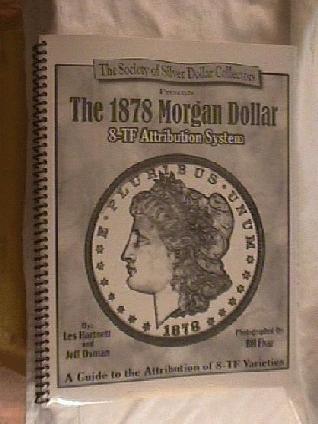 The Society of Silver Dollar Collectors
Presents
The 1878 Morgan Dollar
8-TF Attribution System
E·PLURIBUS·UNUM
1878
By:
Les Hartnett
and
Jeff Oxman
Photographed By
Bill Fivaz
A Guide to the Attribution of 8-TF Varieties